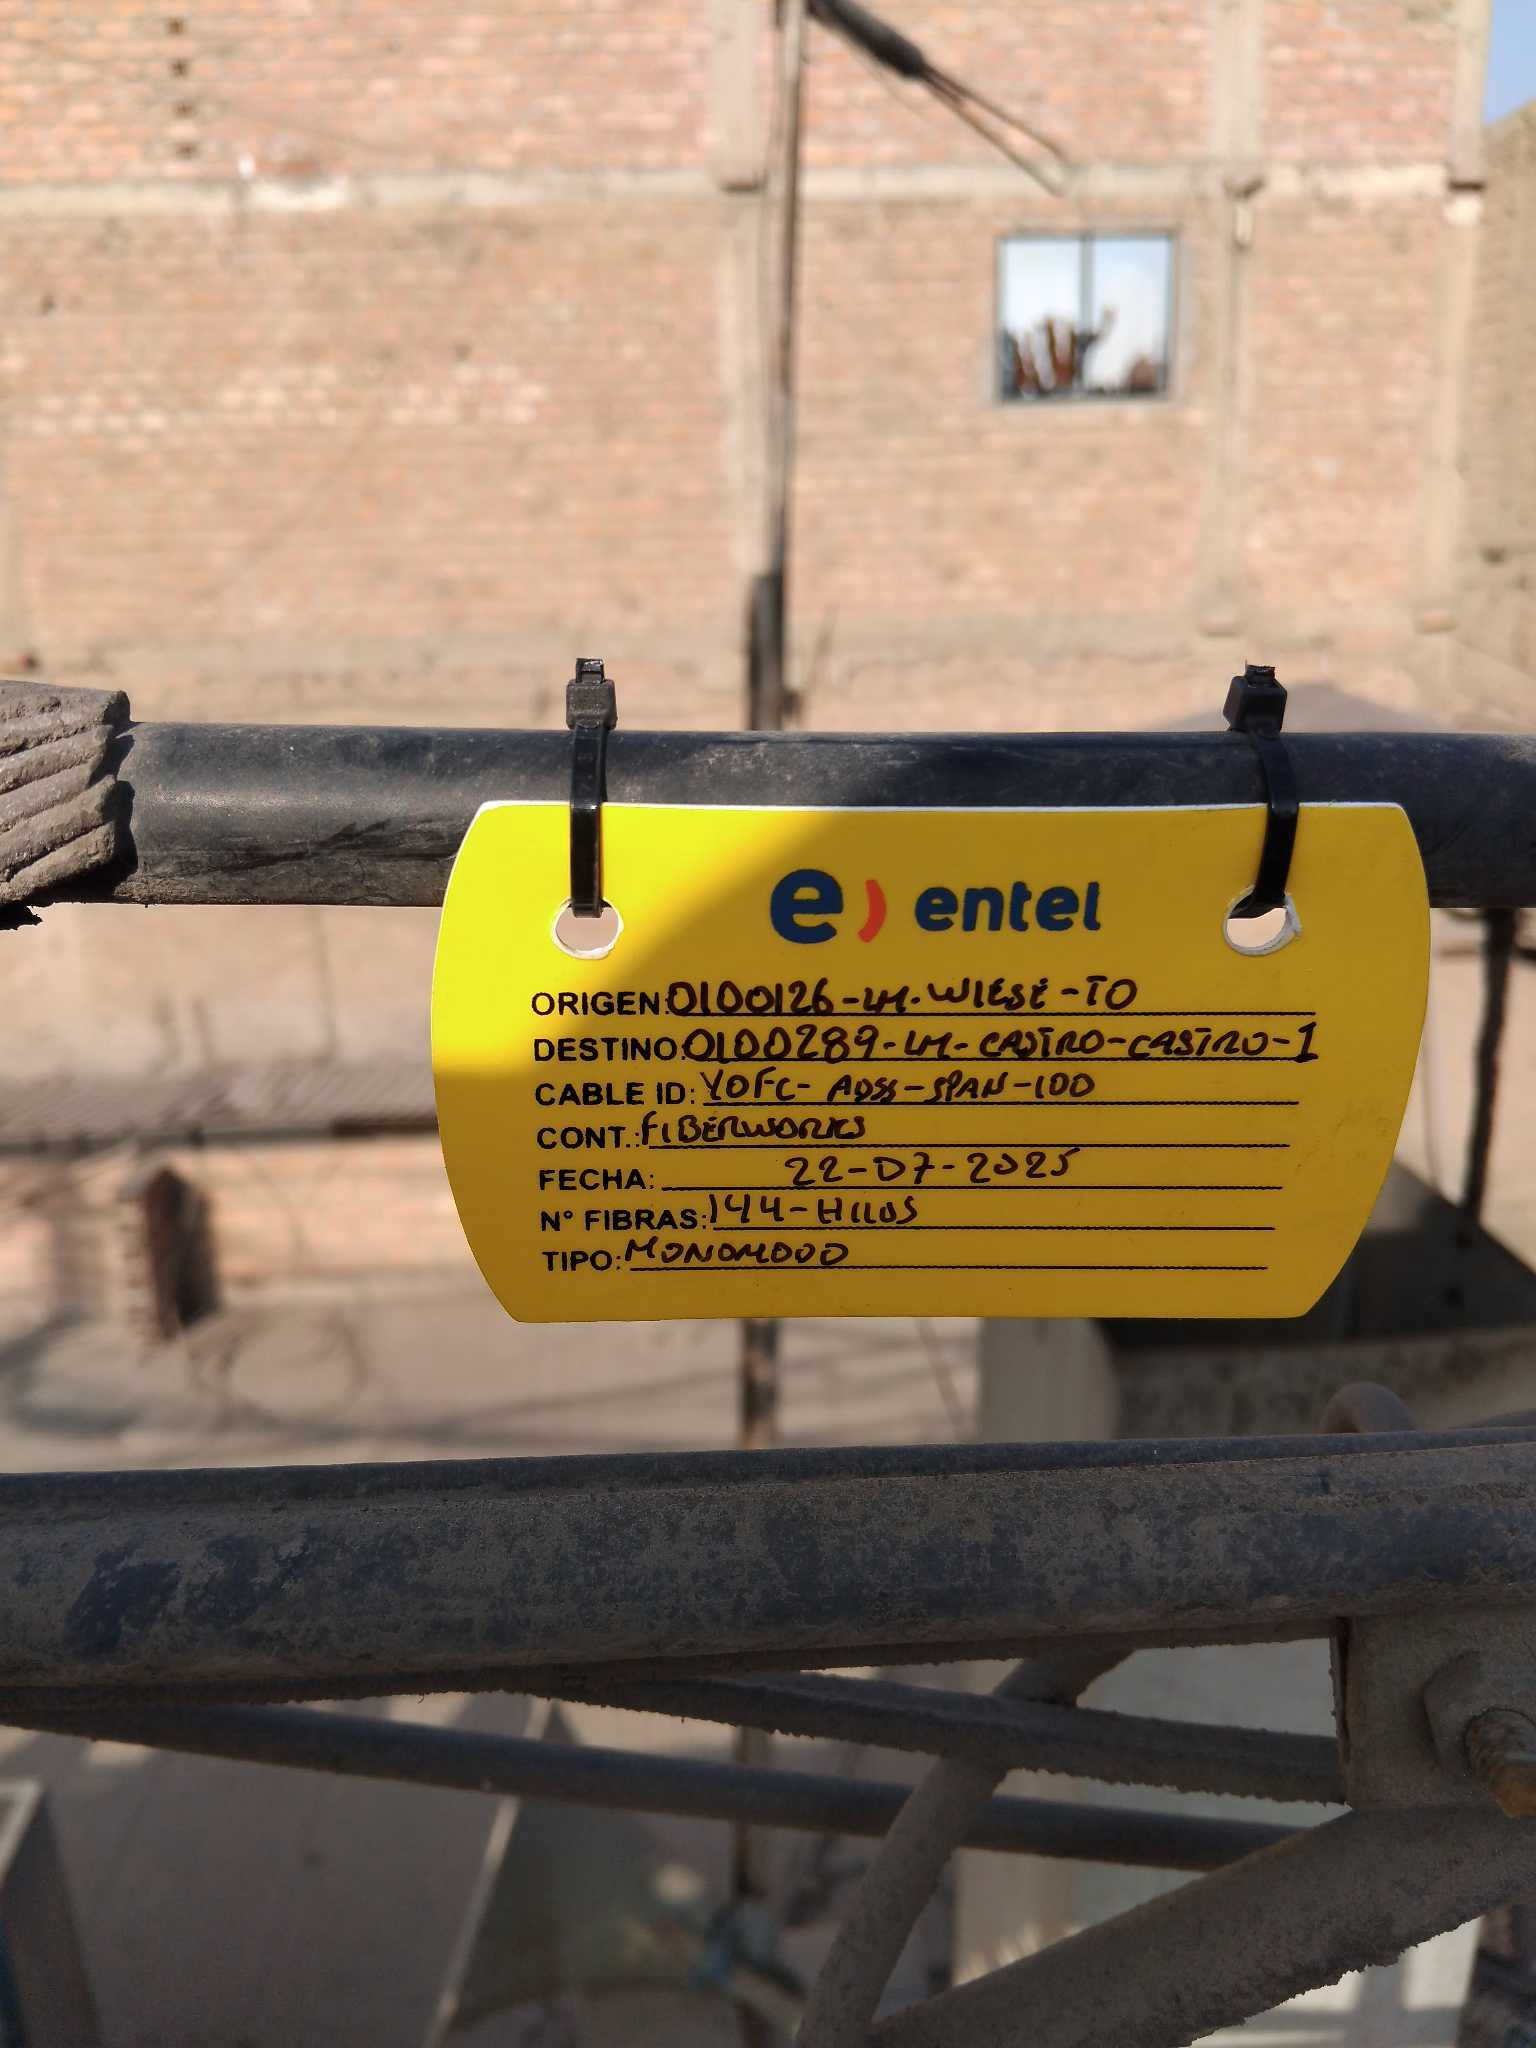 e) entel
ORIGEN: 0100126-LM-WIESE-TO
DESTINO: 0100289-LM-CASTRO-CASTRO-1
CABLE ID: YOFC-ADSS-SPAN-100
CONT.: FIBERWORKS
FECHA: 22-07-2025
N° FIBRAS: 144-HILOS
TIPO: MONOMODO